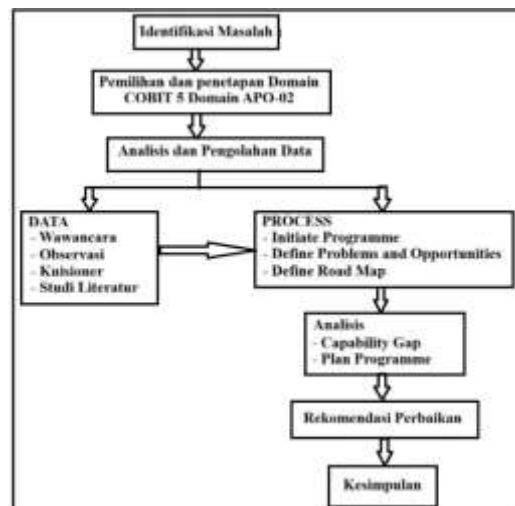 Identifikasi Masalah
Pemilihan dan penetapan Domain
COBIT 5 Domain APO-02
Analisis dan Pengolahan Data
DATA
- Wawancara
- Observasi
- Kuisioner
- Studi Literatur
PROCESS
- Initiate Programme
- Define Problems and Opportunities
- Define Road Map
Analisis
- Capability Gap
- Plan Programme
Rekomendasi Perbaikan
Kesimpulan